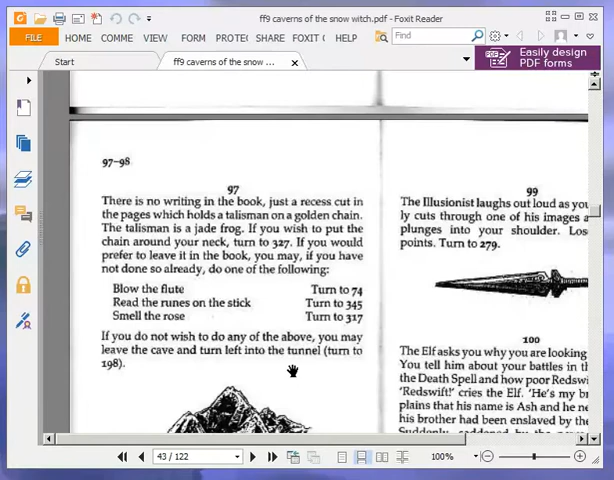 ff9 caverns of the snow witch.pdf - Foxit Reader
FILE HOME COMME VIEW FORM PROTE SHARE FOXIT C HELP Find
Easily design
PDF forms
Start ff9 caverns of the snow ...
97-98
97
There is no writing in the book, just a recess cut in
the pages which holds a talisman on a golden chain.
The talisman is a jade frog. If you wish to put the
chain around your neck, turn to 327. If you would
prefer to leave it in the book, you may, if you have
not done so already, do one of the following:
Blow the flute Turn to 74
Read the runes on the stick Turn to 345
Smell the rose Turn to 317
If you do not wish to do any of the above, you may
leave the cave and turn left into the tunnel (turn to
198).
99
The Illusionist laughs out loud as you
ly cuts through one of his images a
plunges into your shoulder. Los
points. Turn to 279.
100
The Elf asks you why you are looking
You tell him about your battles in th
the Death Spell and how poor Redswi
'Redswift!' cries the Elf. 'He's my br
plains that his name is Ash and he ne
his brother had been enslaved by the
43 / 122 100%